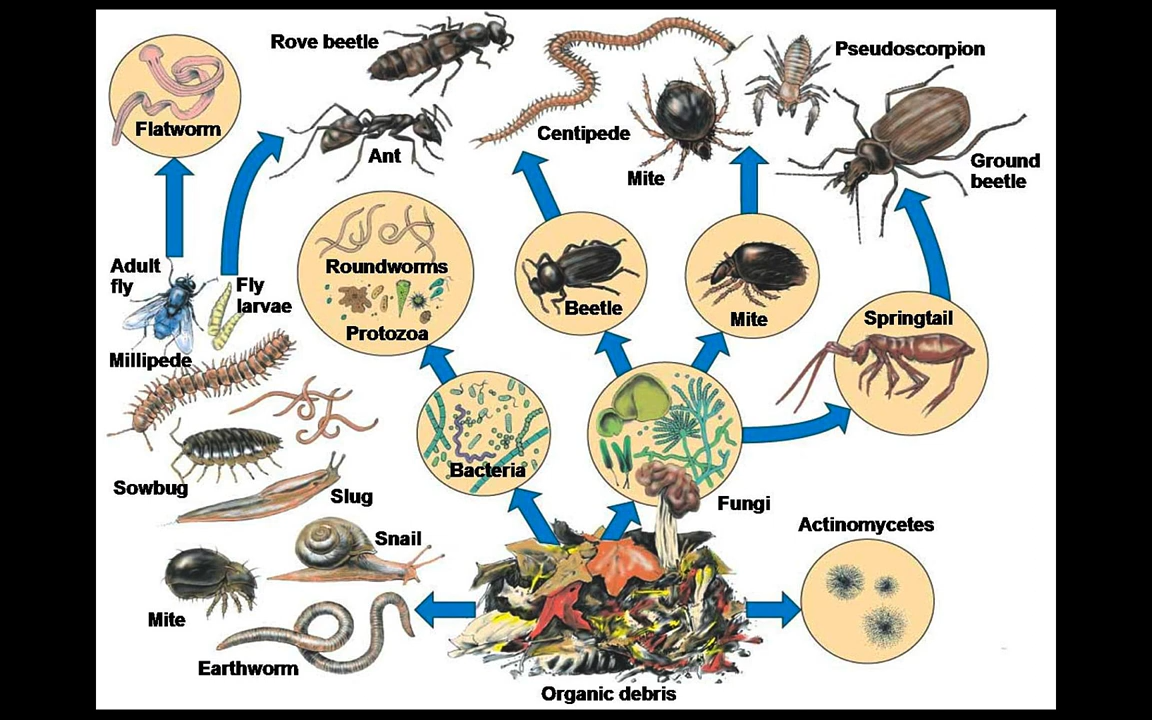 Rove beetle
Pseudoscorpion
Flatworm
Centipede
Ant
Mite
Ground
beetle
Adult
fly
Fly
larvae
Roundworms
Protozoa
Beetle
Mite
Springtail
Millipede
Bacteria
Sowbug
Slug
Fungi
Snail
Actinomycetes
Mite
Earthworm
Organic debris